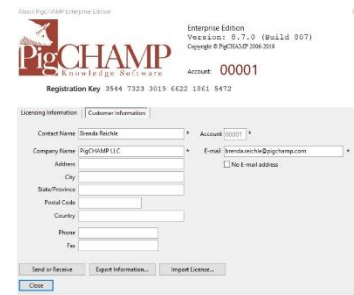 About PigCHAMP Enterprise Edition
PigCHAMP
Knowledge Software
Enterprise Edition
Version: 8.7.0 (Build 807)
Copyright © PigCHAMP 2006-2019
Account: 00001
Registration Key 3544 7323 3019 6622 1861 5472
Licensing Information Customer Information
Contact Name Brenda Reichle * Account 00001 *
Company Name PigCHAMP LLC * E-mail brenda.reichle@pigchamp.com *
Address No E-mail address
City
State/Province
Postal Code
Country
Phone
Fax
Send or Receive Export Information... Import License...
Close